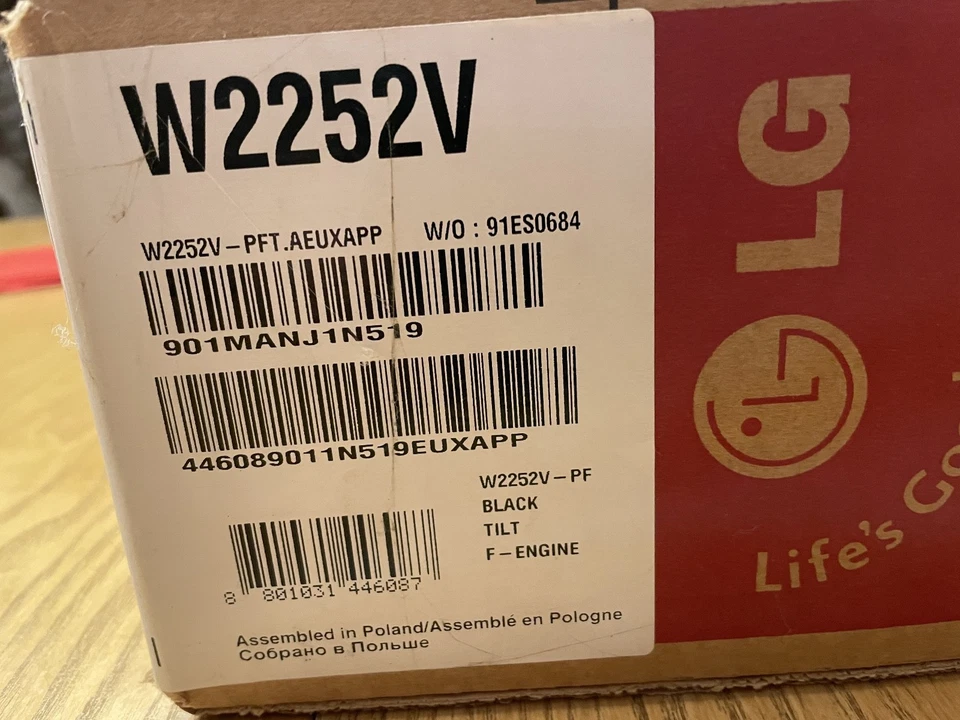 W2252V
W2252V-PFT.AEUXAPP W/O : 91ES0684
901MANJ1N519
446089011N519EUXAPP
W2252V-PF
BLACK
TILT
F-ENGINE
8 801031 446087
Assembled in Poland/Assemblé en Pologne
Собрано в Польше
LG
Life's